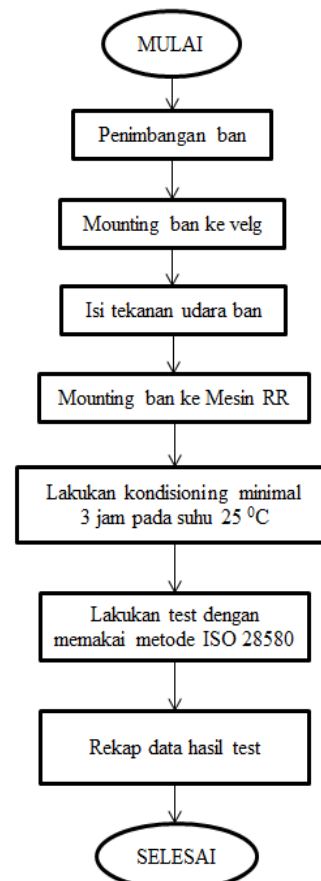 MULAI
Penimbangan ban
Mounting ban ke velg
Isi tekanan udara ban
Mounting ban ke Mesin RR
Lakukan kondisioning minimal
3 jam pada suhu 25 ⁰C
Lakukan test dengan
memakai metode ISO 28580
Rekap data hasil test
SELESAI